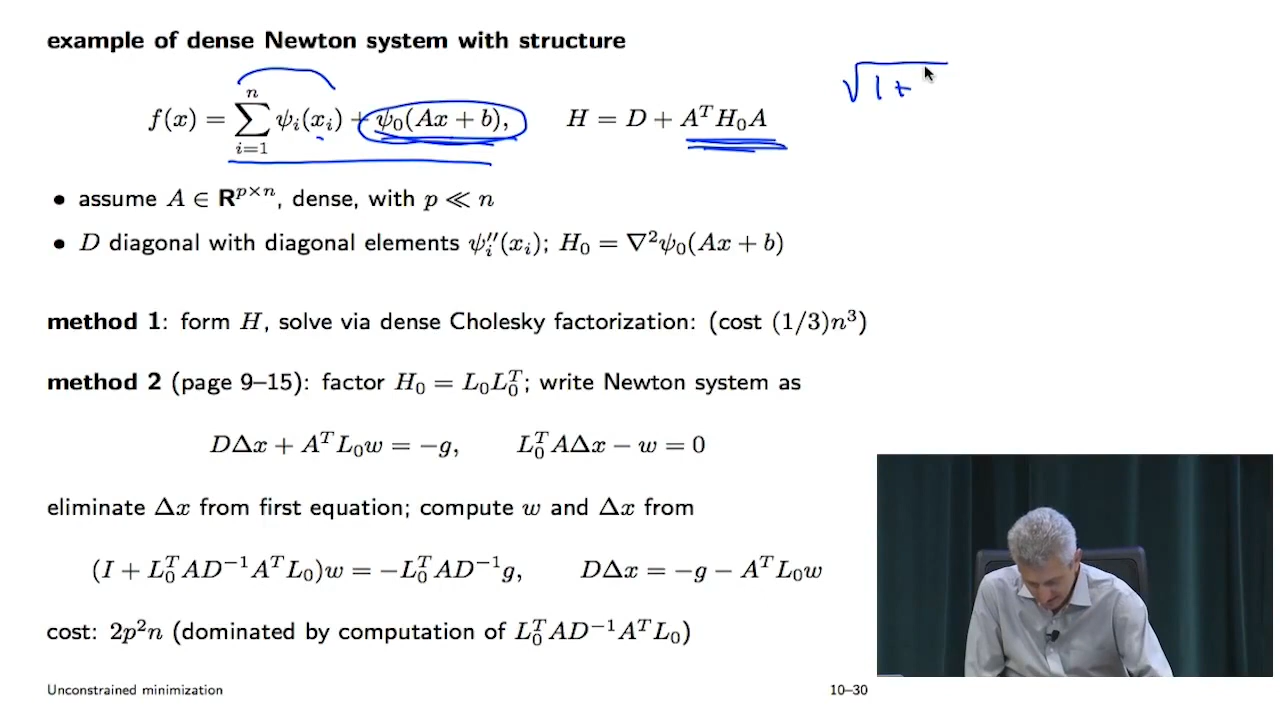 example of dense Newton system with structure
f(x) = ∑_{i=1}^{n} ψ_i(x_i) + ψ_0(Ax + b), H = D + A^T H_0 A
√1+
• assume A ∈ R^{p×n}, dense, with p ≪ n
• D diagonal with diagonal elements ψ_i''(x_i); H_0 = ∇²ψ_0(Ax + b)
method 1: form H, solve via dense Cholesky factorization: (cost (1/3)n³)
method 2 (page 9–15): factor H_0 = L_0 L_0^T; write Newton system as
DΔx + A^T L_0 w = −g, L_0^T AΔx − w = 0
eliminate Δx from first equation; compute w and Δx from
(I + L_0^T AD^{−1}A^T L_0)w = −L_0^T AD^{−1}g, DΔx = −g − A^T L_0 w
cost: 2p²n (dominated by computation of L_0^T AD^{−1}A^T L_0)
Unconstrained minimization 10–30